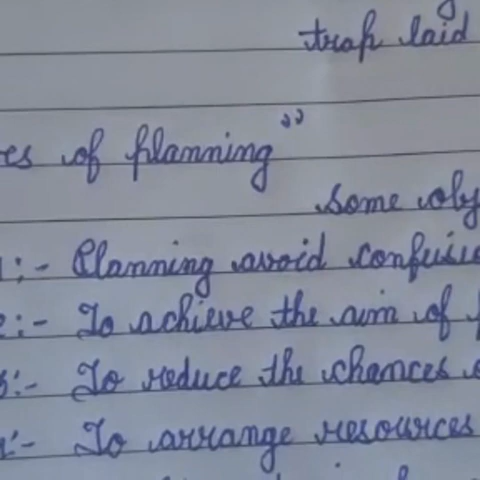 trap laid
es of planning"
some obj
1:- Planning avoid confusio
2:- To achieve the aim of
3:- To reduce the chances
4:- To arrange resources